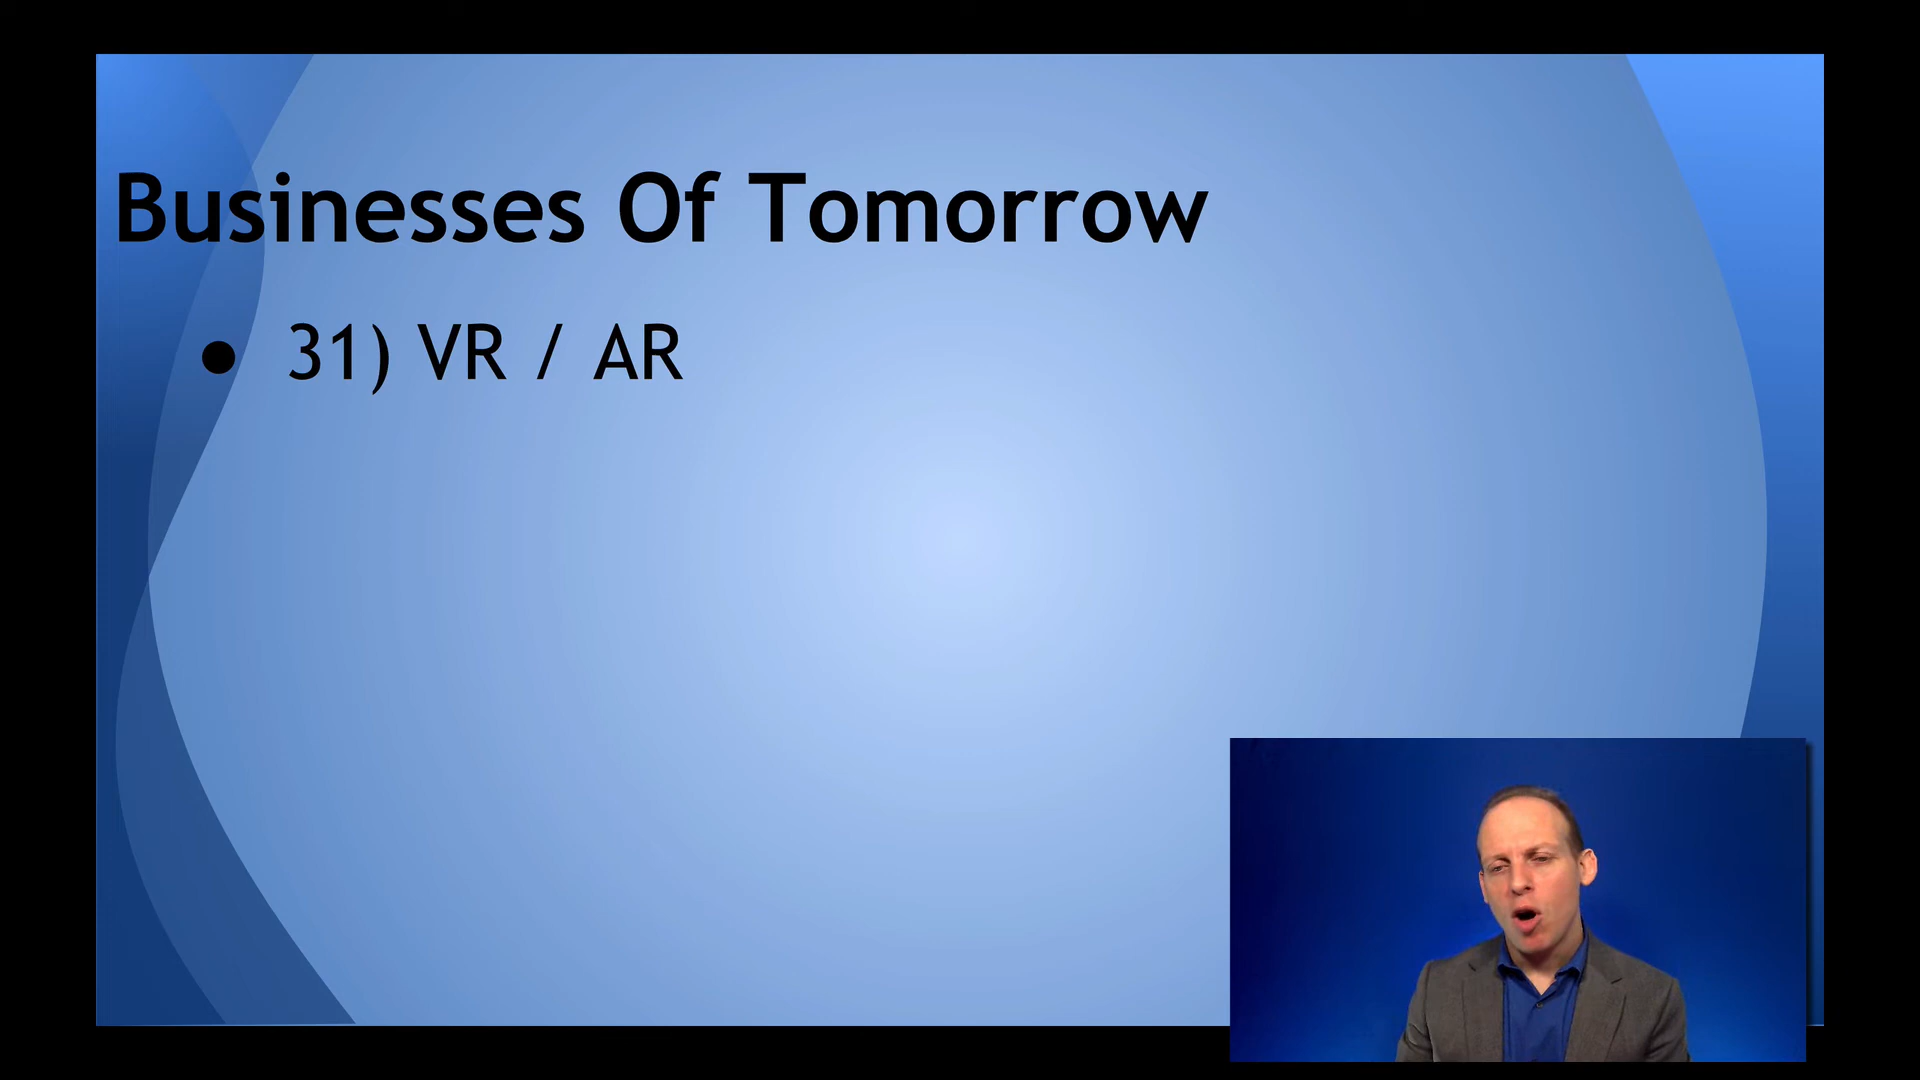 Businesses Of Tomorrow
● 31) VR / AR